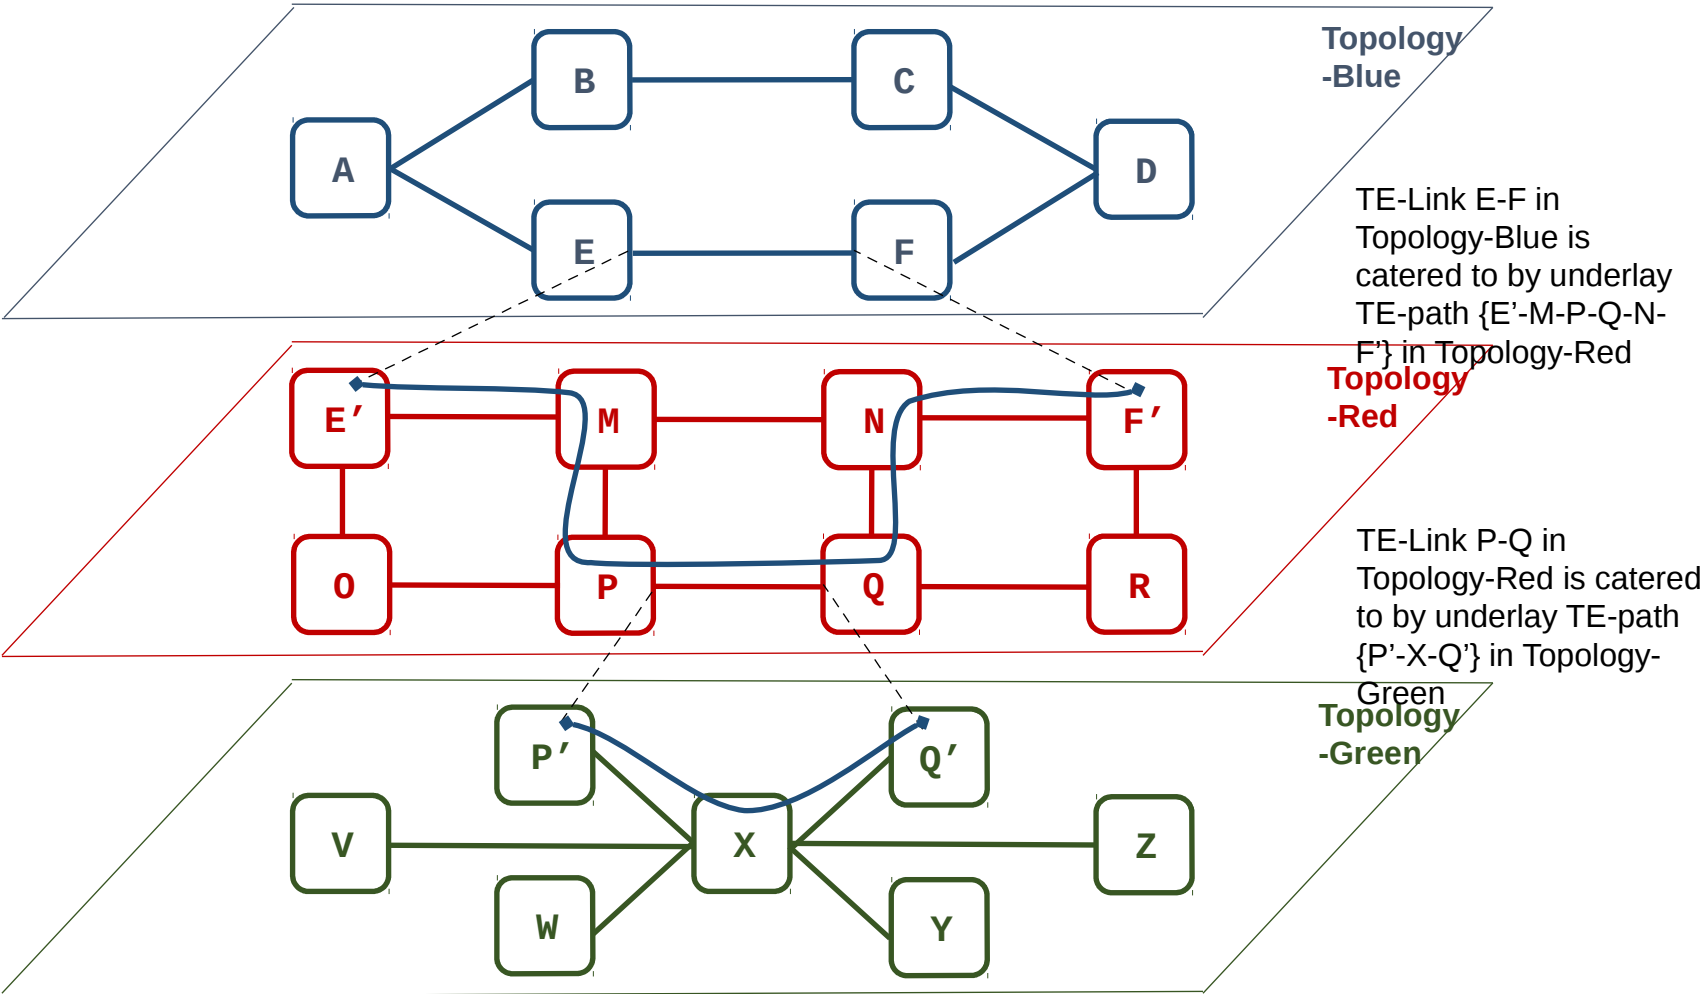 Topology
-Blue
B
C
A
D
E
F
TE-Link E-F in
Topology-Blue is
catered to by underlay
TE-path {E’-M-P-Q-N-
F’} in Topology-Red
Topology
-Red
E’
M
N
F’
O
P
Q
R
TE-Link P-Q in
Topology-Red is catered
to by underlay TE-path
{P’-X-Q’} in Topology-
Green
Topology
-Green
P’
Q’
V
X
Z
W
Y